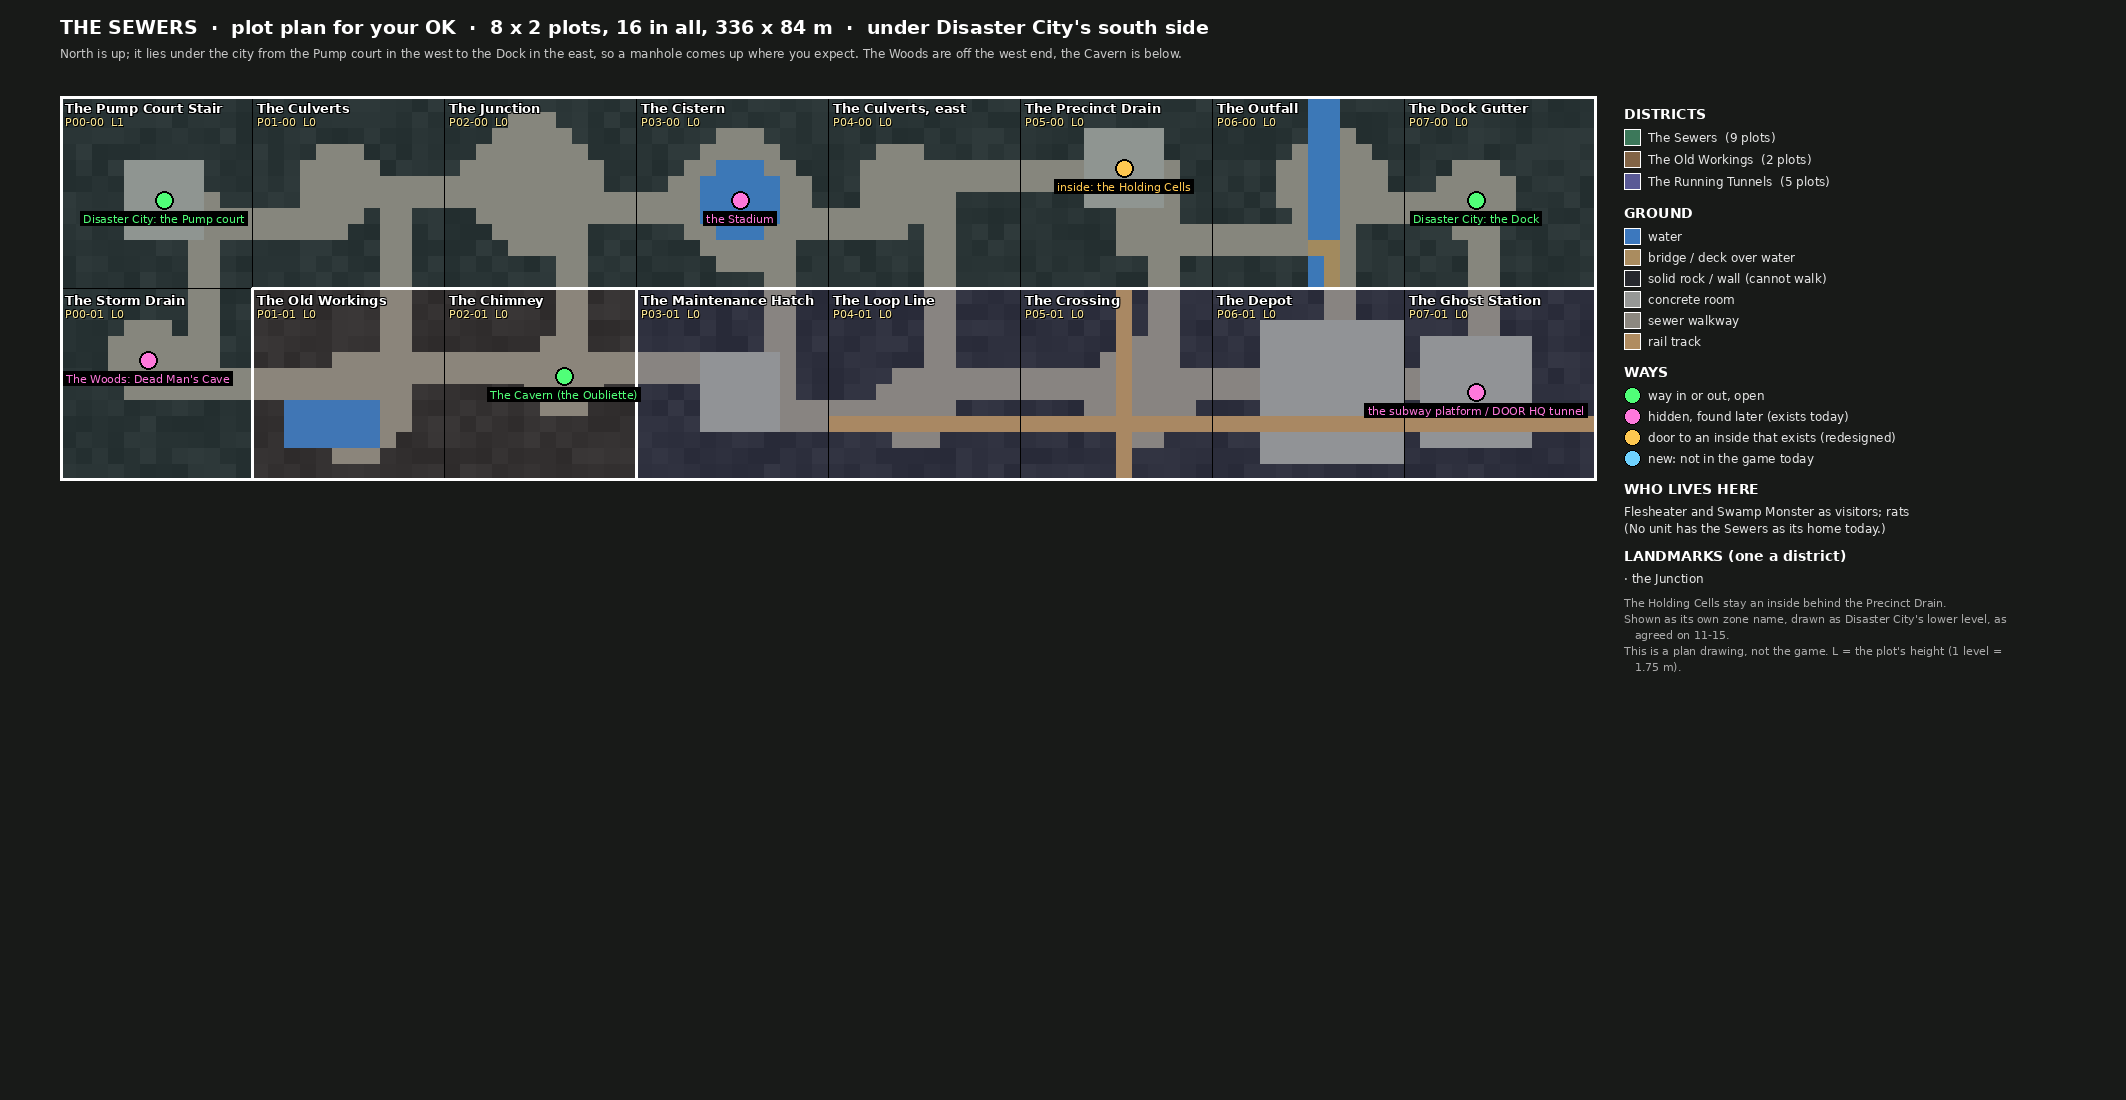 THE SEWERS · plot plan for your OK · 8 x 2 plots, 16 in all, 336 x 84 m · under Disaster City's south side
North is up; it lies under the city from the Pump court in the west to the Dock in the east, so a manhole comes up where you expect. The Woods are off the west end, the Cavern is below.
The Pump Court Stair
P00-00 L1
Disaster City: the Pump court
The Culverts
P01-00 L0
The Junction
P02-00 L0
The Cistern
P03-00 L0
the Stadium
The Culverts, east
P04-00 L0
The Precinct Drain
P05-00 L0
inside: the Holding Cells
The Outfall
P06-00 L0
The Dock Gutter
P07-00 L0
Disaster City: the Dock
The Storm Drain
P00-01 L0
The Woods: Dead Man's Cave
The Old Workings
P01-01 L0
The Chimney
P02-01 L0
The Cavern (the Oubliette)
The Maintenance Hatch
P03-01 L0
The Loop Line
P04-01 L0
The Crossing
P05-01 L0
The Depot
P06-01 L0
The Ghost Station
P07-01 L0
the subway platform / DOOR HQ tunnel
DISTRICTS
The Sewers (9 plots)
The Old Workings (2 plots)
The Running Tunnels (5 plots)
GROUND
water
bridge / deck over water
solid rock / wall (cannot walk)
concrete room
sewer walkway
rail track
WAYS
way in or out, open
hidden, found later (exists today)
door to an inside that exists (redesigned)
new: not in the game today
WHO LIVES HERE
Flesheater and Swamp Monster as visitors; rats
(No unit has the Sewers as its home today.)
LANDMARKS (one a district)
· the Junction
The Holding Cells stay an inside behind the Precinct Drain.
Shown as its own zone name, drawn as Disaster City's lower level, as
agreed on 11-15.
This is a plan drawing, not the game. L = the plot's height (1 level =
1.75 m).